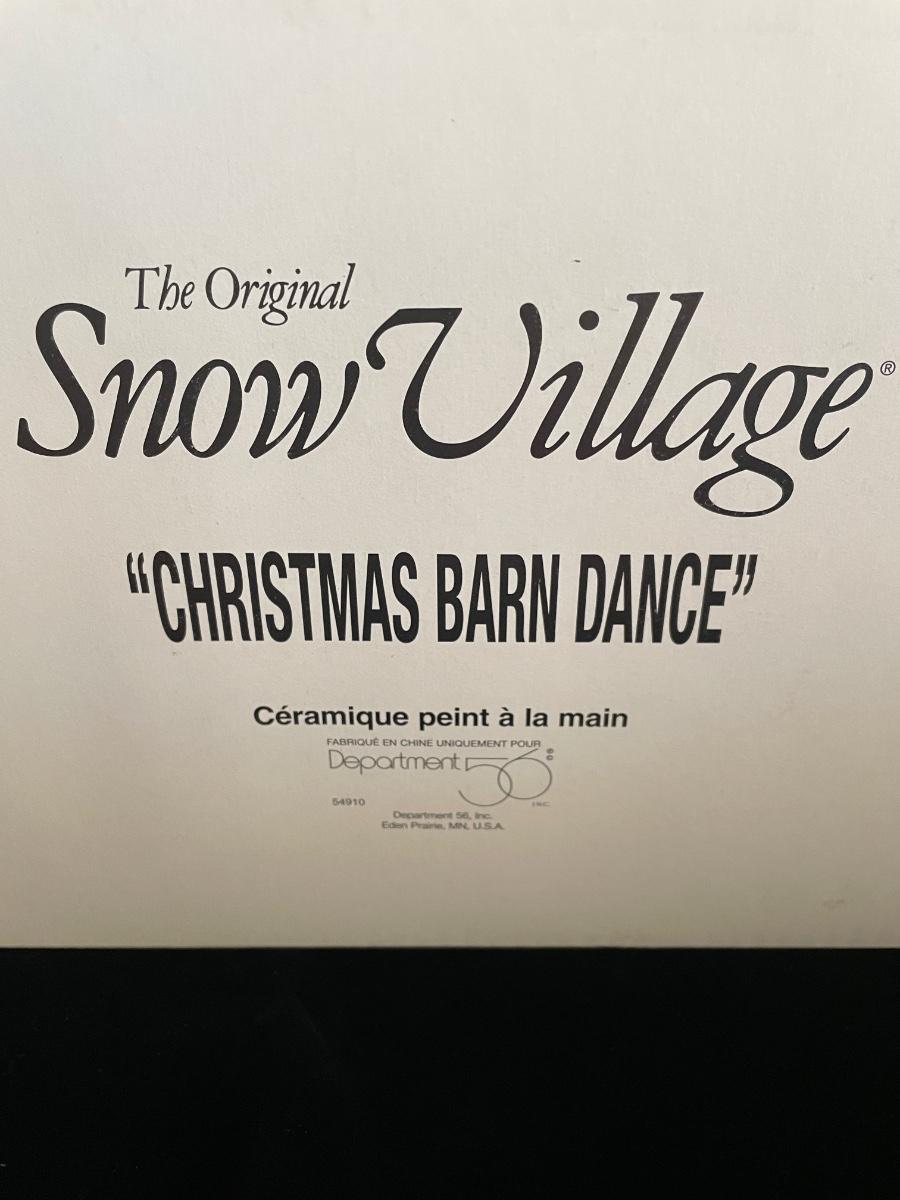 The Original
Snow Village®
“CHRISTMAS BARN DANCE”
Céramique peint à la main
FABRIQUÉ EN CHINE UNIQUEMENT POUR
Department 56®
INC.
54910
Department 56, Inc.
Eden Prairie, MN, U.S.A.